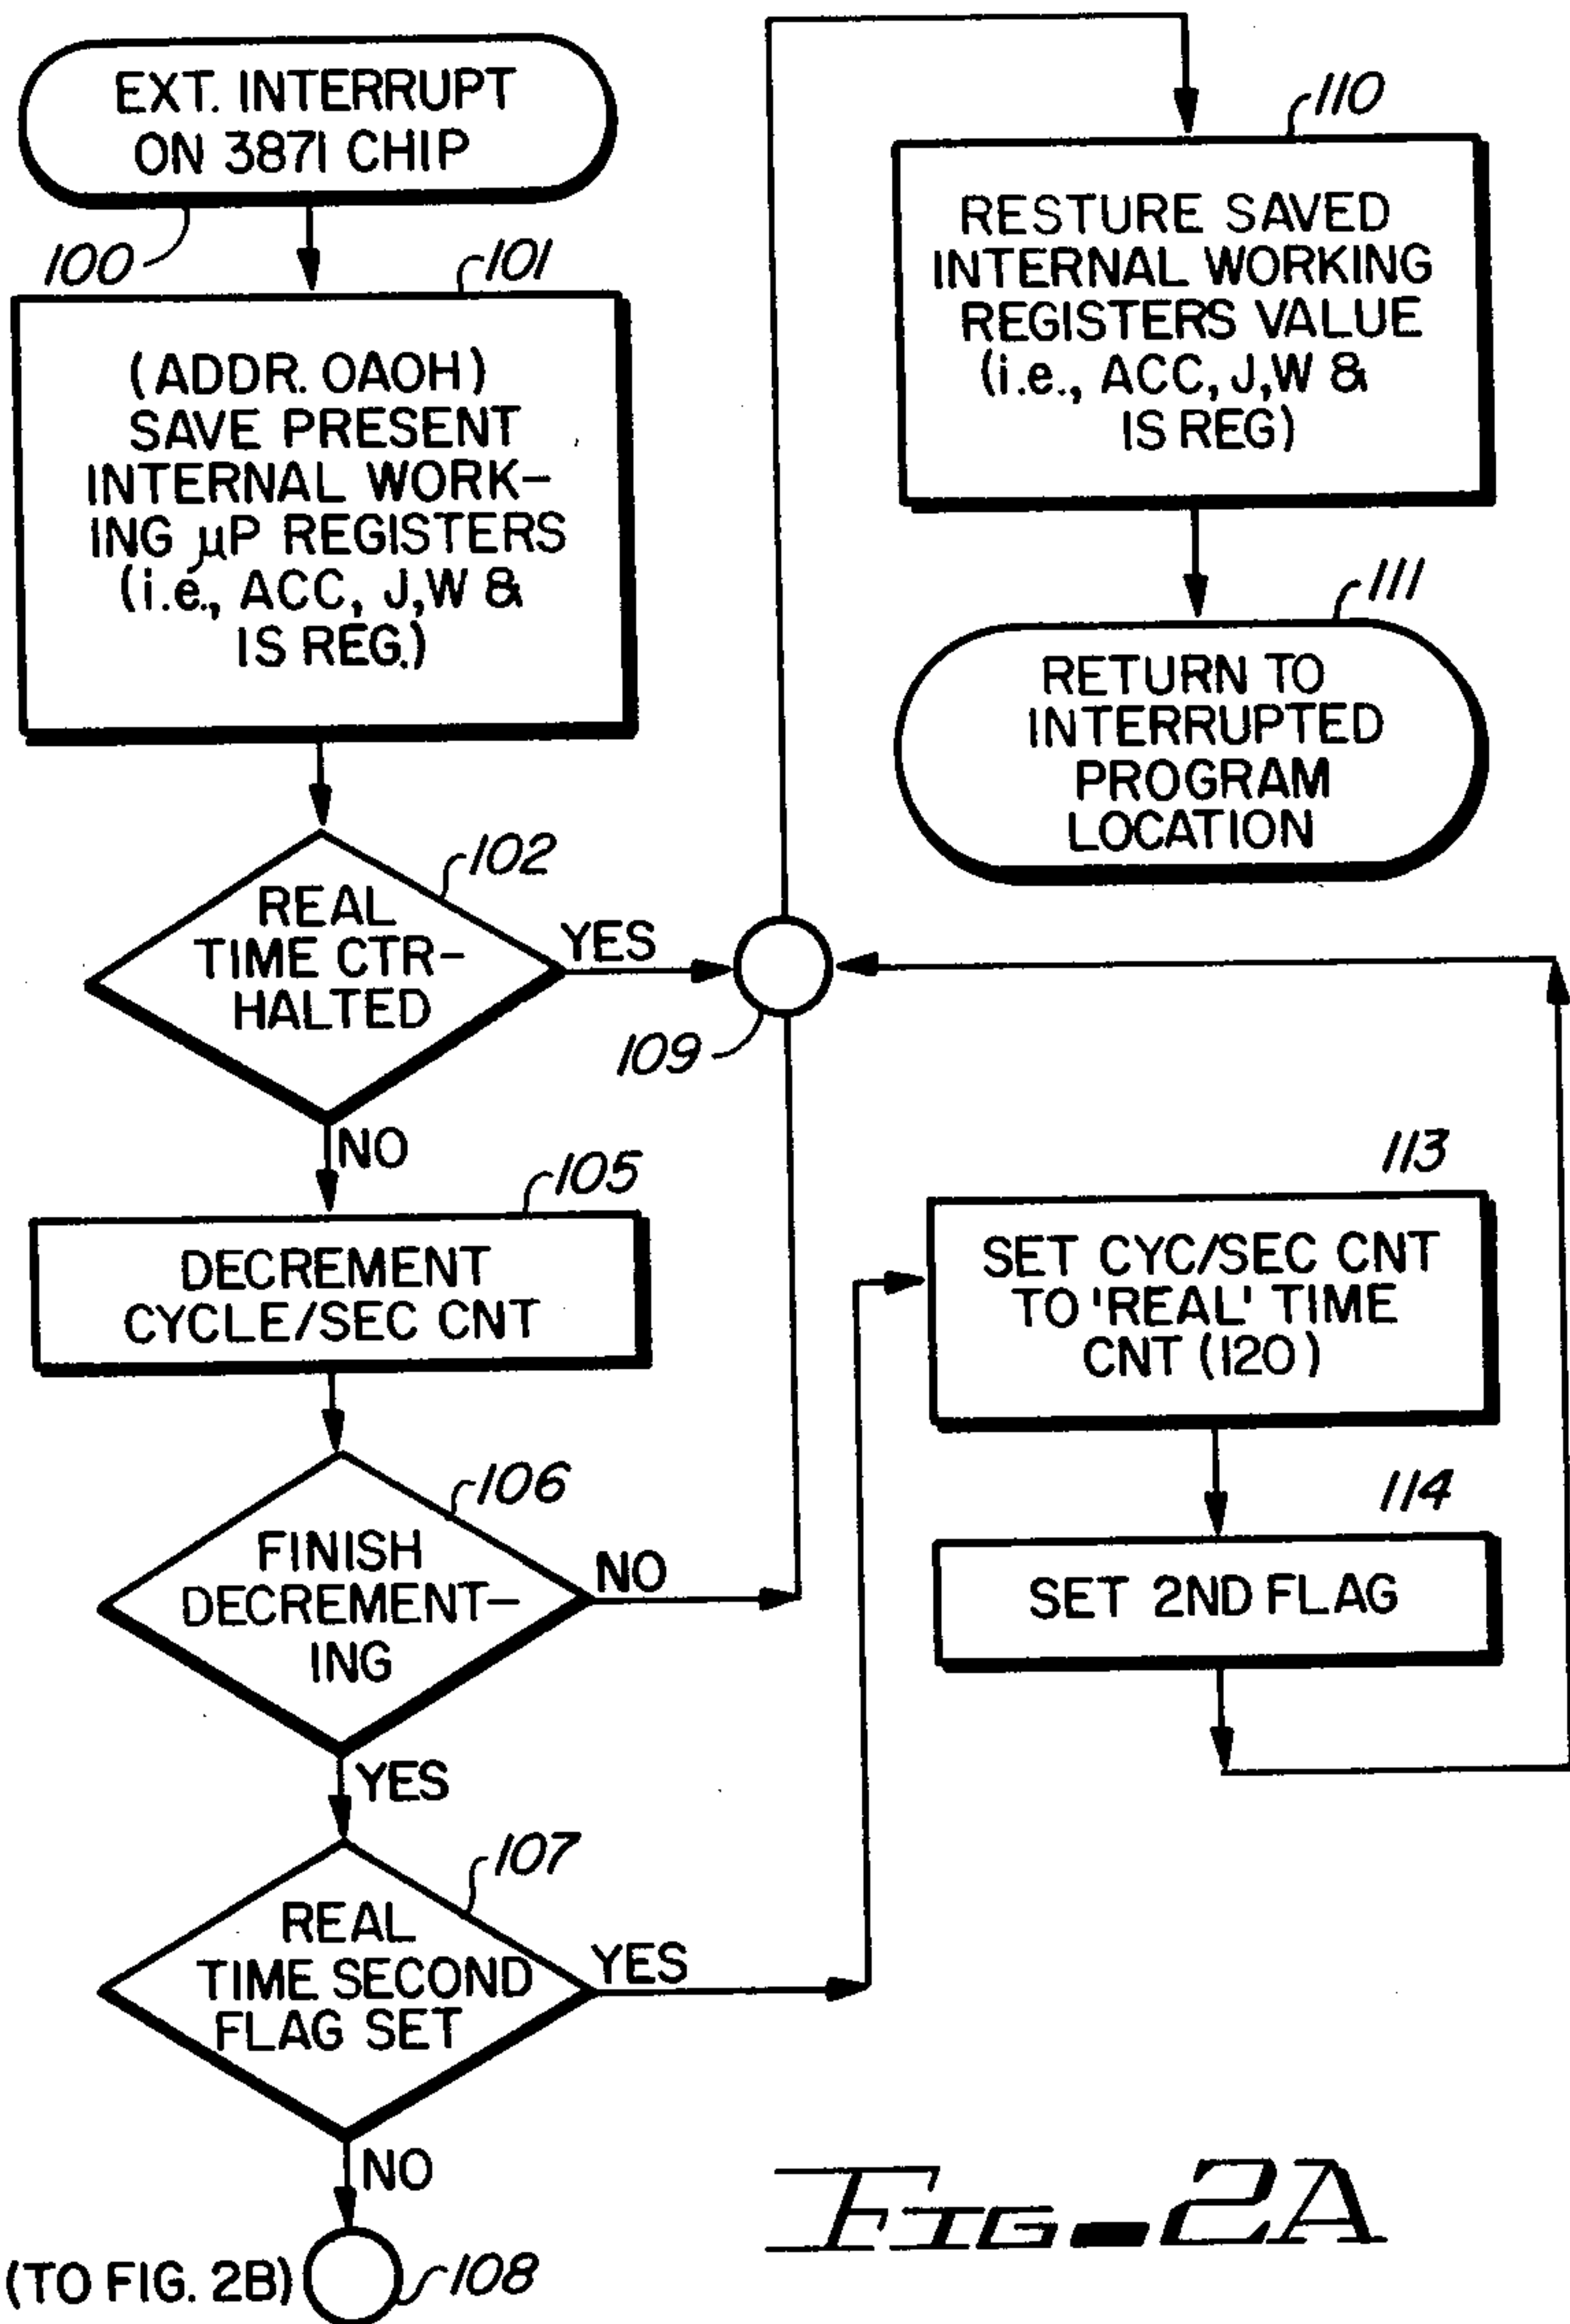 EXT. INTERRUPT
ON 3871 CHIP
100
101
(ADDR. OAOH)
SAVE PRESENT
INTERNAL WORK-
ING µP REGISTERS
(i.e., ACC, J,W &
IS REG.)
102
REAL
TIME CTR-
HALTED
YES
NO
109
105
DECREMENT
CYCLE/SEC CNT
106
FINISH
DECREMENT-
ING
NO
YES
107
REAL
TIME SECOND
FLAG SET
YES
NO
(TO FIG. 2B)
108
110
RESTURE SAVED
INTERNAL WORKING
REGISTERS VALUE
(i.e., ACC, J,W &
IS REG)
111
RETURN TO
INTERRUPTED
PROGRAM
LOCATION
113
SET CYC/SEC CNT
TO 'REAL' TIME
CNT (120)
114
SET 2ND FLAG
FIG-2A